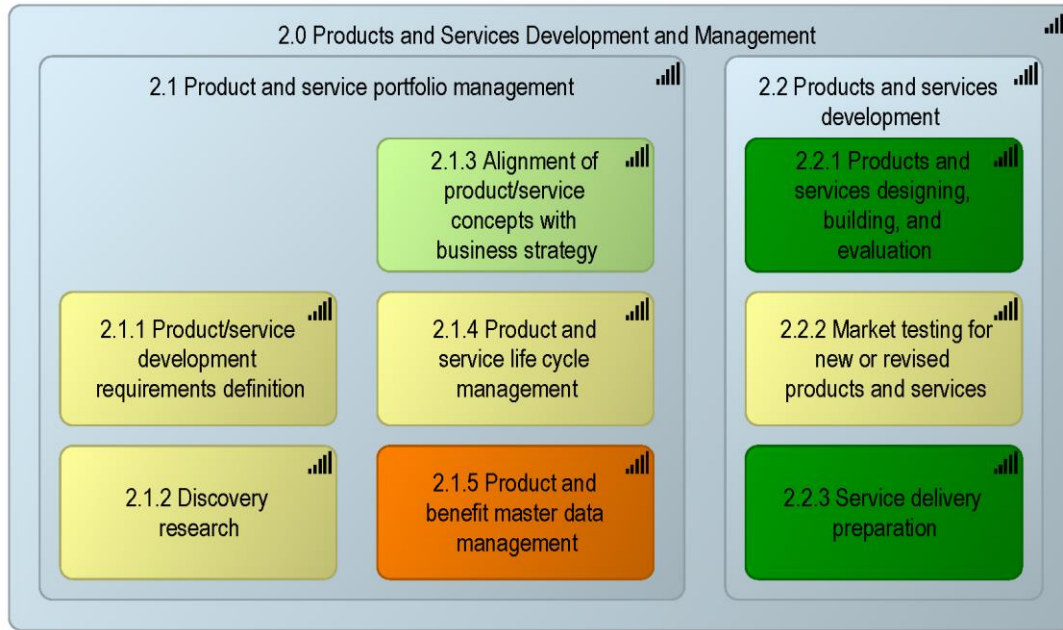 2.0 Products and Services Development and Management
2.1 Product and service portfolio management
2.1.3 Alignment of
product/service
concepts with
business strategy
2.1.1 Product/service
development
requirements definition
2.1.4 Product and
service life cycle
management
2.1.2 Discovery
research
2.1.5 Product and
benefit master data
management
2.2 Products and services
development
2.2.1 Products and
services designing,
building, and
evaluation
2.2.2 Market testing for
new or revised
products and services
2.2.3 Service delivery
preparation